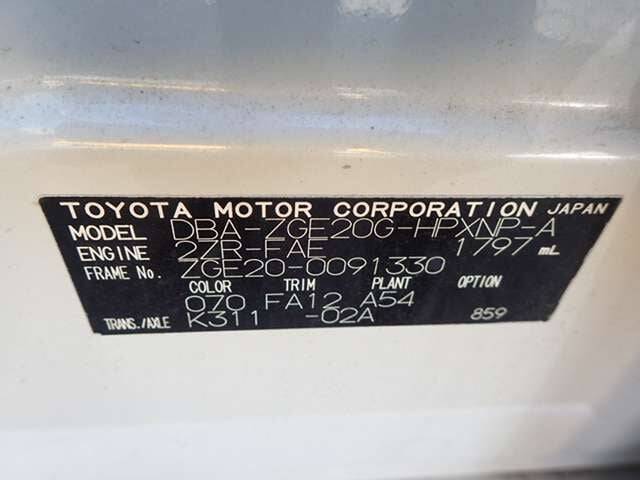 TOYOTA MOTOR CORPORATION JAPAN
MODEL DBA-ZGE20G-HPXNP-A
ENGINE 2ZR-FAE 1797 mL
FRAME No. ZGE20-0091330
COLOR TRIM PLANT OPTION
070 FA12 A54
TRANS./AXLE K311 -02A 859